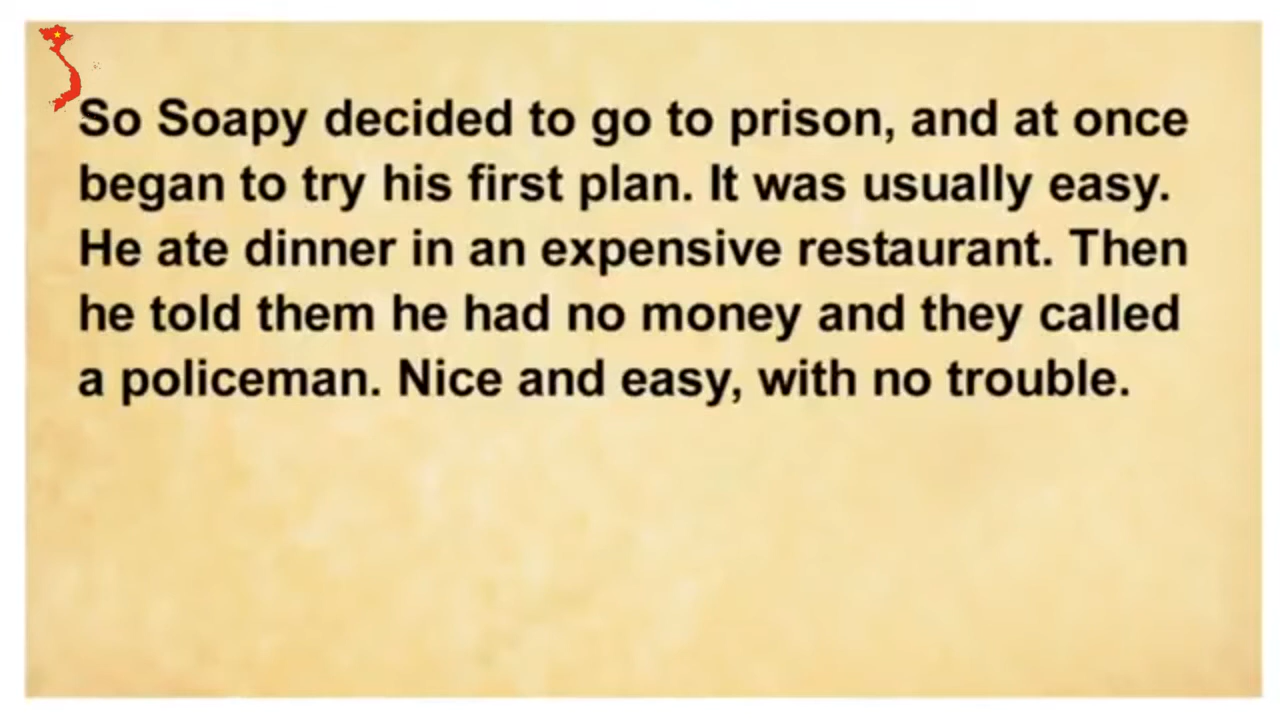 So Soapy decided to go to prison, and at once
began to try his first plan. It was usually easy.
He ate dinner in an expensive restaurant. Then
he told them he had no money and they called
a policeman. Nice and easy, with no trouble.